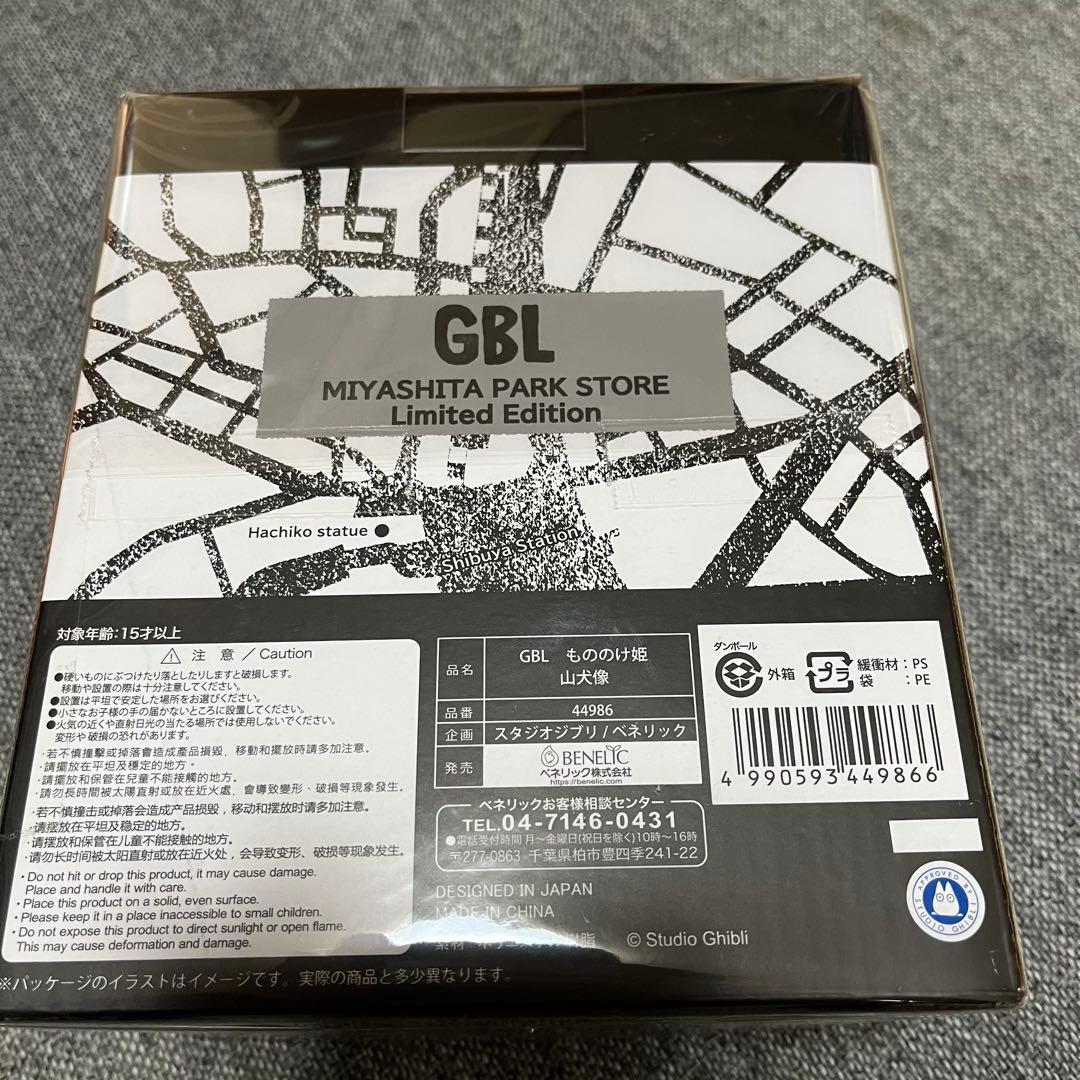 GBL
MIYASHITA PARK STORE
Limited Edition
Hachiko statue
Shibuya Station
対象年齢:15才以上
注 意 / Caution
●硬いものにぶつけたり落としたりしますと破損します。
移動や設置の際は十分注意してください。
●設置は平坦で安定した場所をお選びください。
●小さなお子様の手の届かないところに設置してください。
●火気の近くや直射日光の当たる場所では使用しないでください。
変形や破損の恐れがあります。
·若不慎撞擊或掉落會造成產品損毀、移動和擺放時請多加注意。
·請擺放在平坦及穩定的地方。
·請擺放和保管在兒童不能接觸的地方。
·請勿長時間被太陽直射或放在近火處、會導致變形、破損等現象發生。
·若不慎撞击或掉落会造成产品损毁，移动和摆放时请多加注意。
·请摆放在平坦及稳定的地方。
·请摆放和保管在儿童不能接触的地方。
·请勿长时间被太阳直射或放在近火处，会导致变形、破损等现象发生。
·Do not hit or drop this product, it may cause damage.
Place and handle it with care.
·Place this product on a solid, even surface.
·Please keep it in a place inaccessible to small children.
·Do not expose this product to direct sunlight or open flame.
This may cause deformation and damage.
品名 GBL もののけ姫
山犬像
品番 44986
企画 スタジオジブリ / ベネリック
発売 BENELIC
ベネリック株式会社
https://benelic.com
ベネリックお客様相談センター
TEL.04-7146-0431
●電話受付時間 月〜金曜日(祝日を除く)10時〜16時
〒277-0863 千葉県柏市豊四季241-22
DESIGNED IN JAPAN
MADE IN CHINA
© Studio Ghibli
ダンボール
外箱
プラ
緩衝材:PS
袋 :PE
4 990593 449866
APPROVED BY
STUDIO GHIBLI
※パッケージのイラストはイメージです。実際の商品と多少異なります。